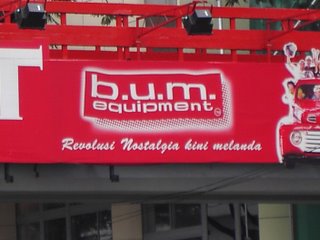 T
b.u.m.
equipment
Revolusi Nostalgia kini melanda